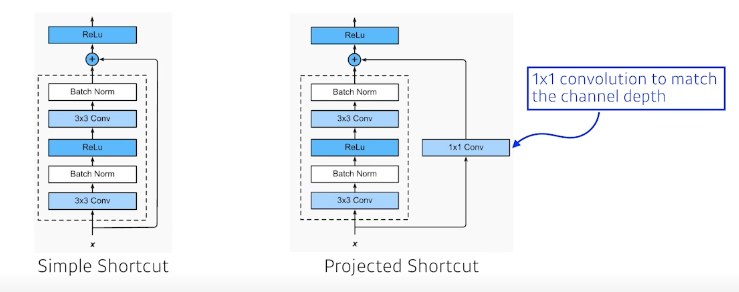 ReLu
+
Batch Norm
3x3 Conv
ReLu
Batch Norm
3x3 Conv
x
Simple Shortcut
ReLu
+
Batch Norm
3x3 Conv
ReLu
Batch Norm
3x3 Conv
x
1x1 Conv
Projected Shortcut
1x1 convolution to match
the channel depth